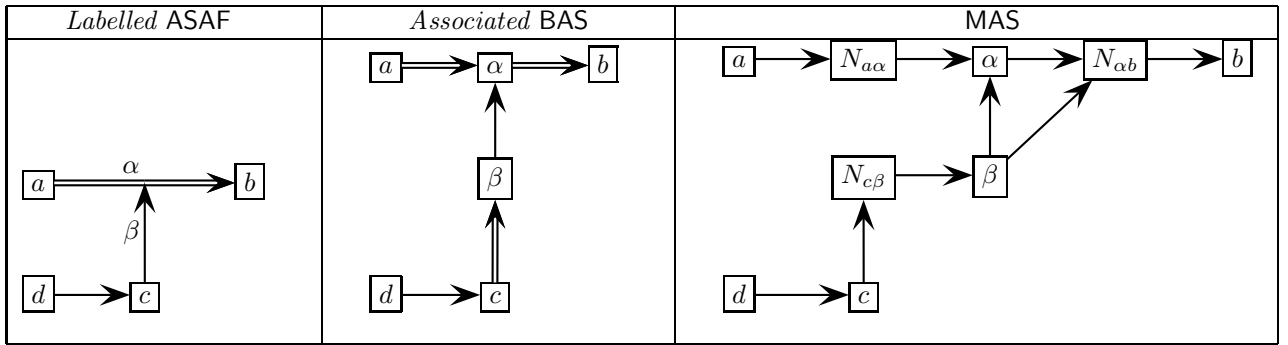 Labelled ASAF
Associated BAS
MAS
α
a
b
β
d
c
a
α
b
β
d
c
a
N_{aα}
α
N_{αb}
b
N_{cβ}
β
d
c